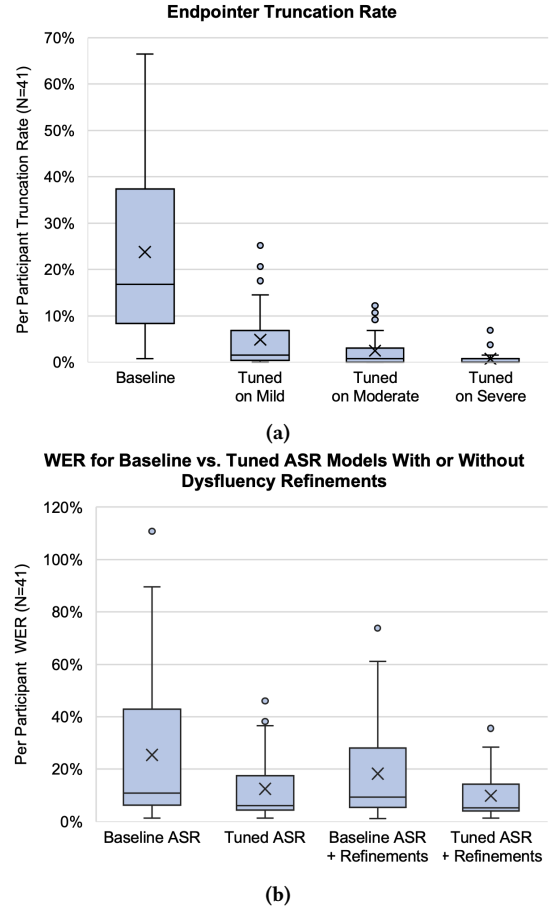 Endpointer Truncation Rate
Per Participant Truncation Rate (N=41)
70%
60%
50%
40%
30%
20%
10%
0%
Baseline
Tuned
on Mild
Tuned
on Moderate
Tuned
on Severe
(a)
WER for Baseline vs. Tuned ASR Models With or Without
Dysfluency Refinements
Per Participant WER (N=41)
120%
100%
80%
60%
40%
20%
0%
Baseline ASR
Tuned ASR
Baseline ASR
+ Refinements
Tuned ASR
+ Refinements
(b)